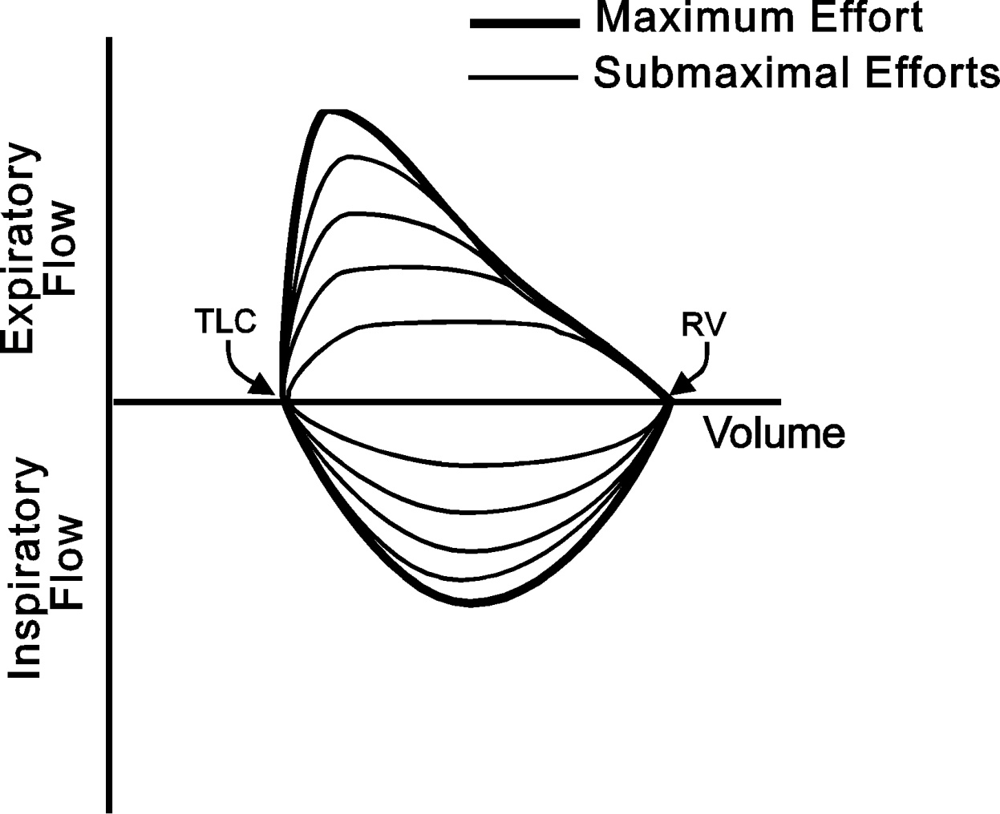 Maximum Effort
Submaximal Efforts
Expiratory
Flow
TLC
RV
Volume
Inspiratory
Flow